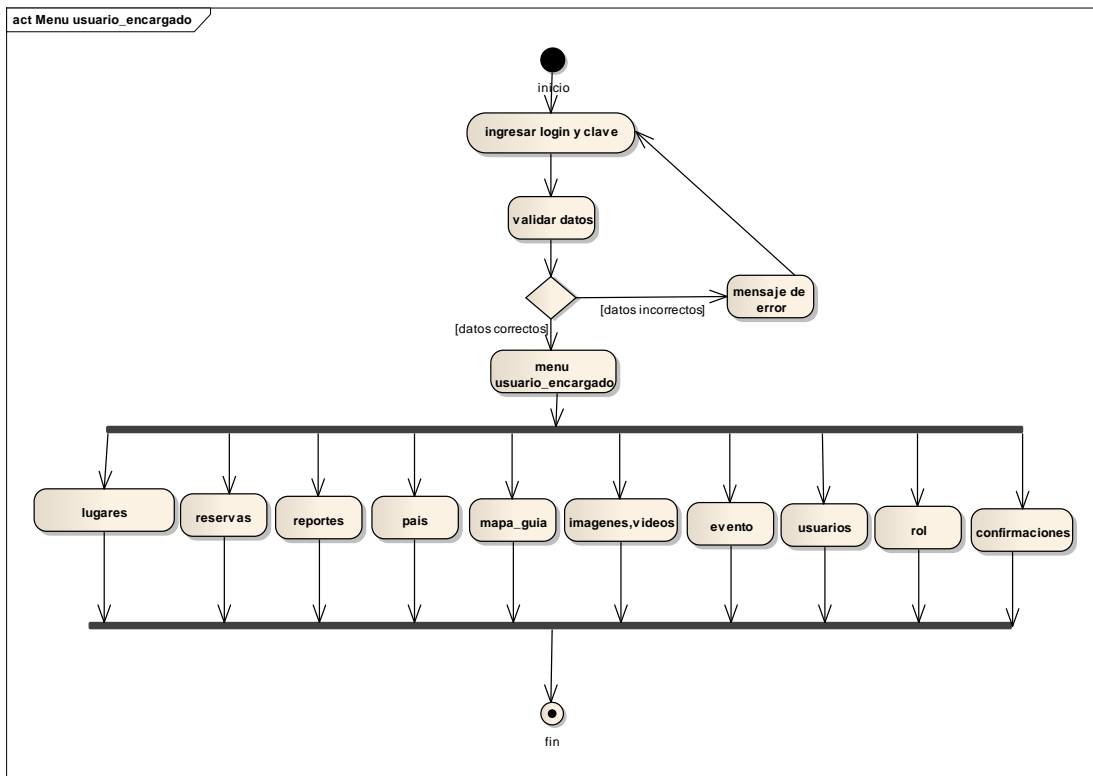 act Menu usuario_encargado
inicio
ingresar login y clave
validar datos
mensaje de
error
[datos incorrectos]
[datos correctos]
menu
usuario_encargado
lugares
reservas
reportes
pais
mapa_guia
imagenes,videos
evento
usuarios
rol
confirmaciones
fin